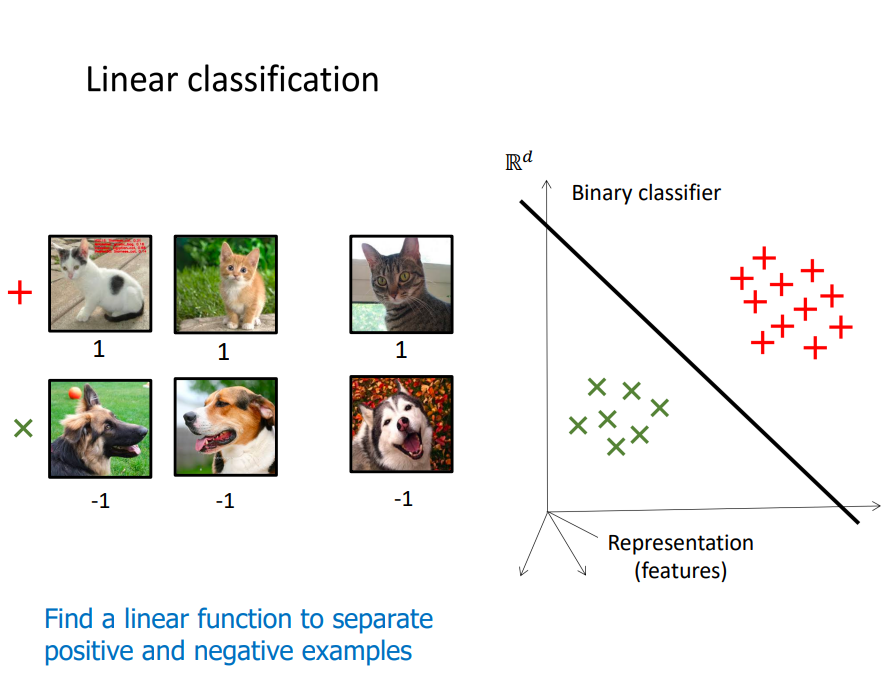 Linear classification
ℝᵈ
Binary classifier
1
1
1
-1
-1
-1
Representation
(features)
Find a linear function to separate
positive and negative examples